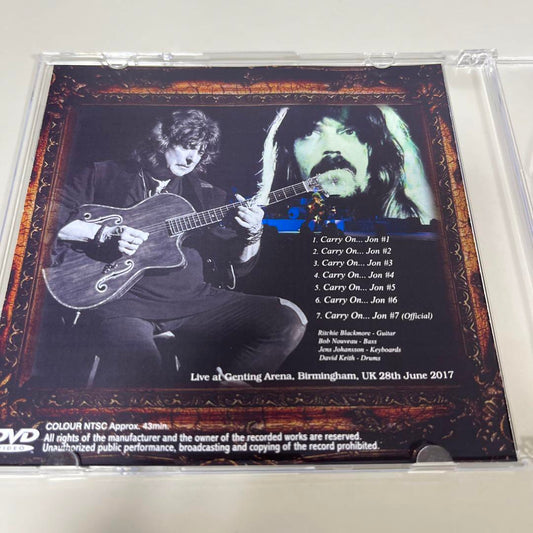 1. Carry On... Jon #1
2. Carry On... Jon #2
3. Carry On... Jon #3
4. Carry On... Jon #4
5. Carry On... Jon #5
6. Carry On... Jon #6
7. Carry On... Jon #7 (Official)
Ritchie Blackmore - Guitar
Bob Nouveau - Bass
Jens Johansson - Keyboards
David Keith - Drums
Live at Genting Arena, Birmingham, UK 28th June 2017
DVD
VIDEO
COLOUR NTSC Approx. 43min.
All rights of the manufacturer and the owner of the recorded works are reserved.
Unauthorized public performance, broadcasting and copying of the record prohibited.